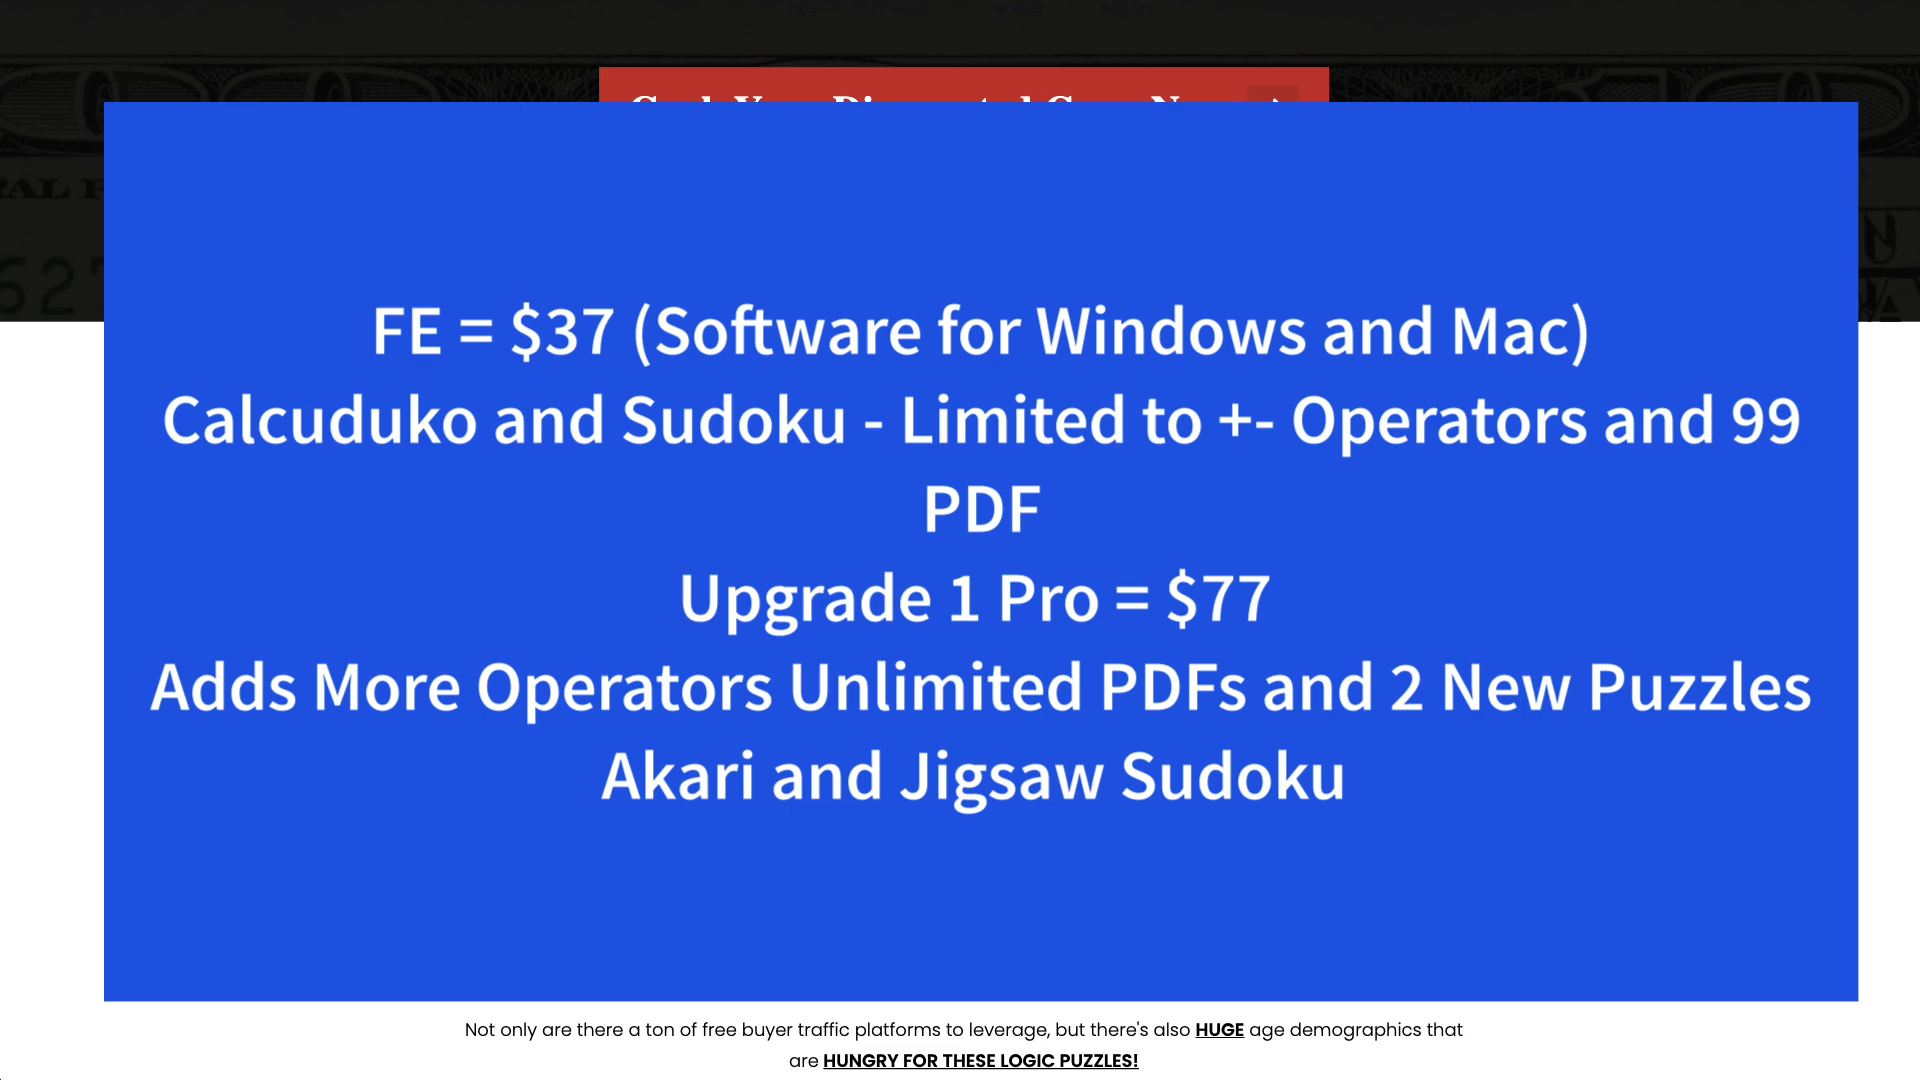 FE = $37 (Software for Windows and Mac)
Calcuduko and Sudoku - Limited to +- Operators and 99
PDF
Upgrade 1 Pro = $77
Adds More Operators Unlimited PDFs and 2 New Puzzles
Akari and Jigsaw Sudoku
Not only are there a ton of free buyer traffic platforms to leverage, but there's also HUGE age demographics that
are HUNGRY FOR THESE LOGIC PUZZLES!